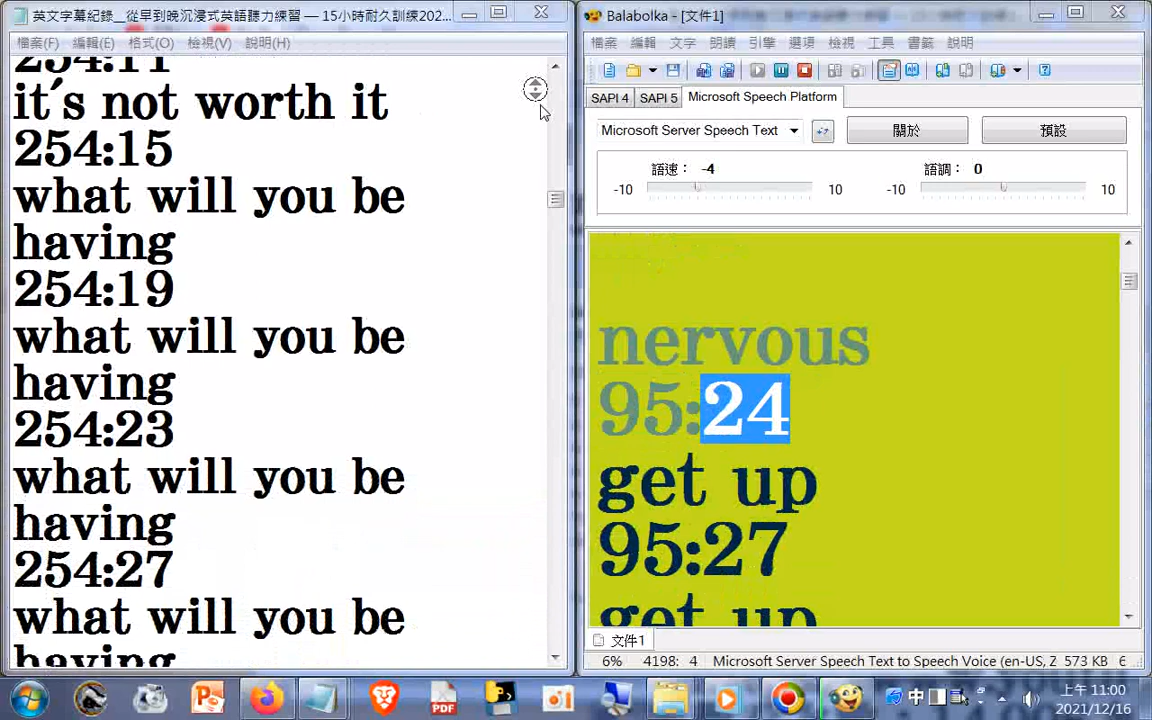 英文字幕紀錄__從早到晚沉浸式英語聽力練習 — 15小時耐久訓練202...
檔案(F) 編輯(E) 格式(O) 檢視(V) 說明(H)
254:11
it's not worth it
254:15
what will you be
having
254:19
what will you be
having
254:23
what will you be
having
254:27
what will you be
having
Balabolka - [文件1]
檔案 編輯 文字 朗讀 引擎 選項 檢視 工具 書籤 說明
SAPI 4 SAPI 5 Microsoft Speech Platform
Microsoft Server Speech Text 關於 預設
語速： -4 語調： 0
-10 10 -10 10
nervous
95:24
get up
95:27
get up
文件1
6% 4198: 4 Microsoft Server Speech Text to Speech Voice (en-US, Z 573 KB 6
PDF
中
上午 11:00
2021/12/16